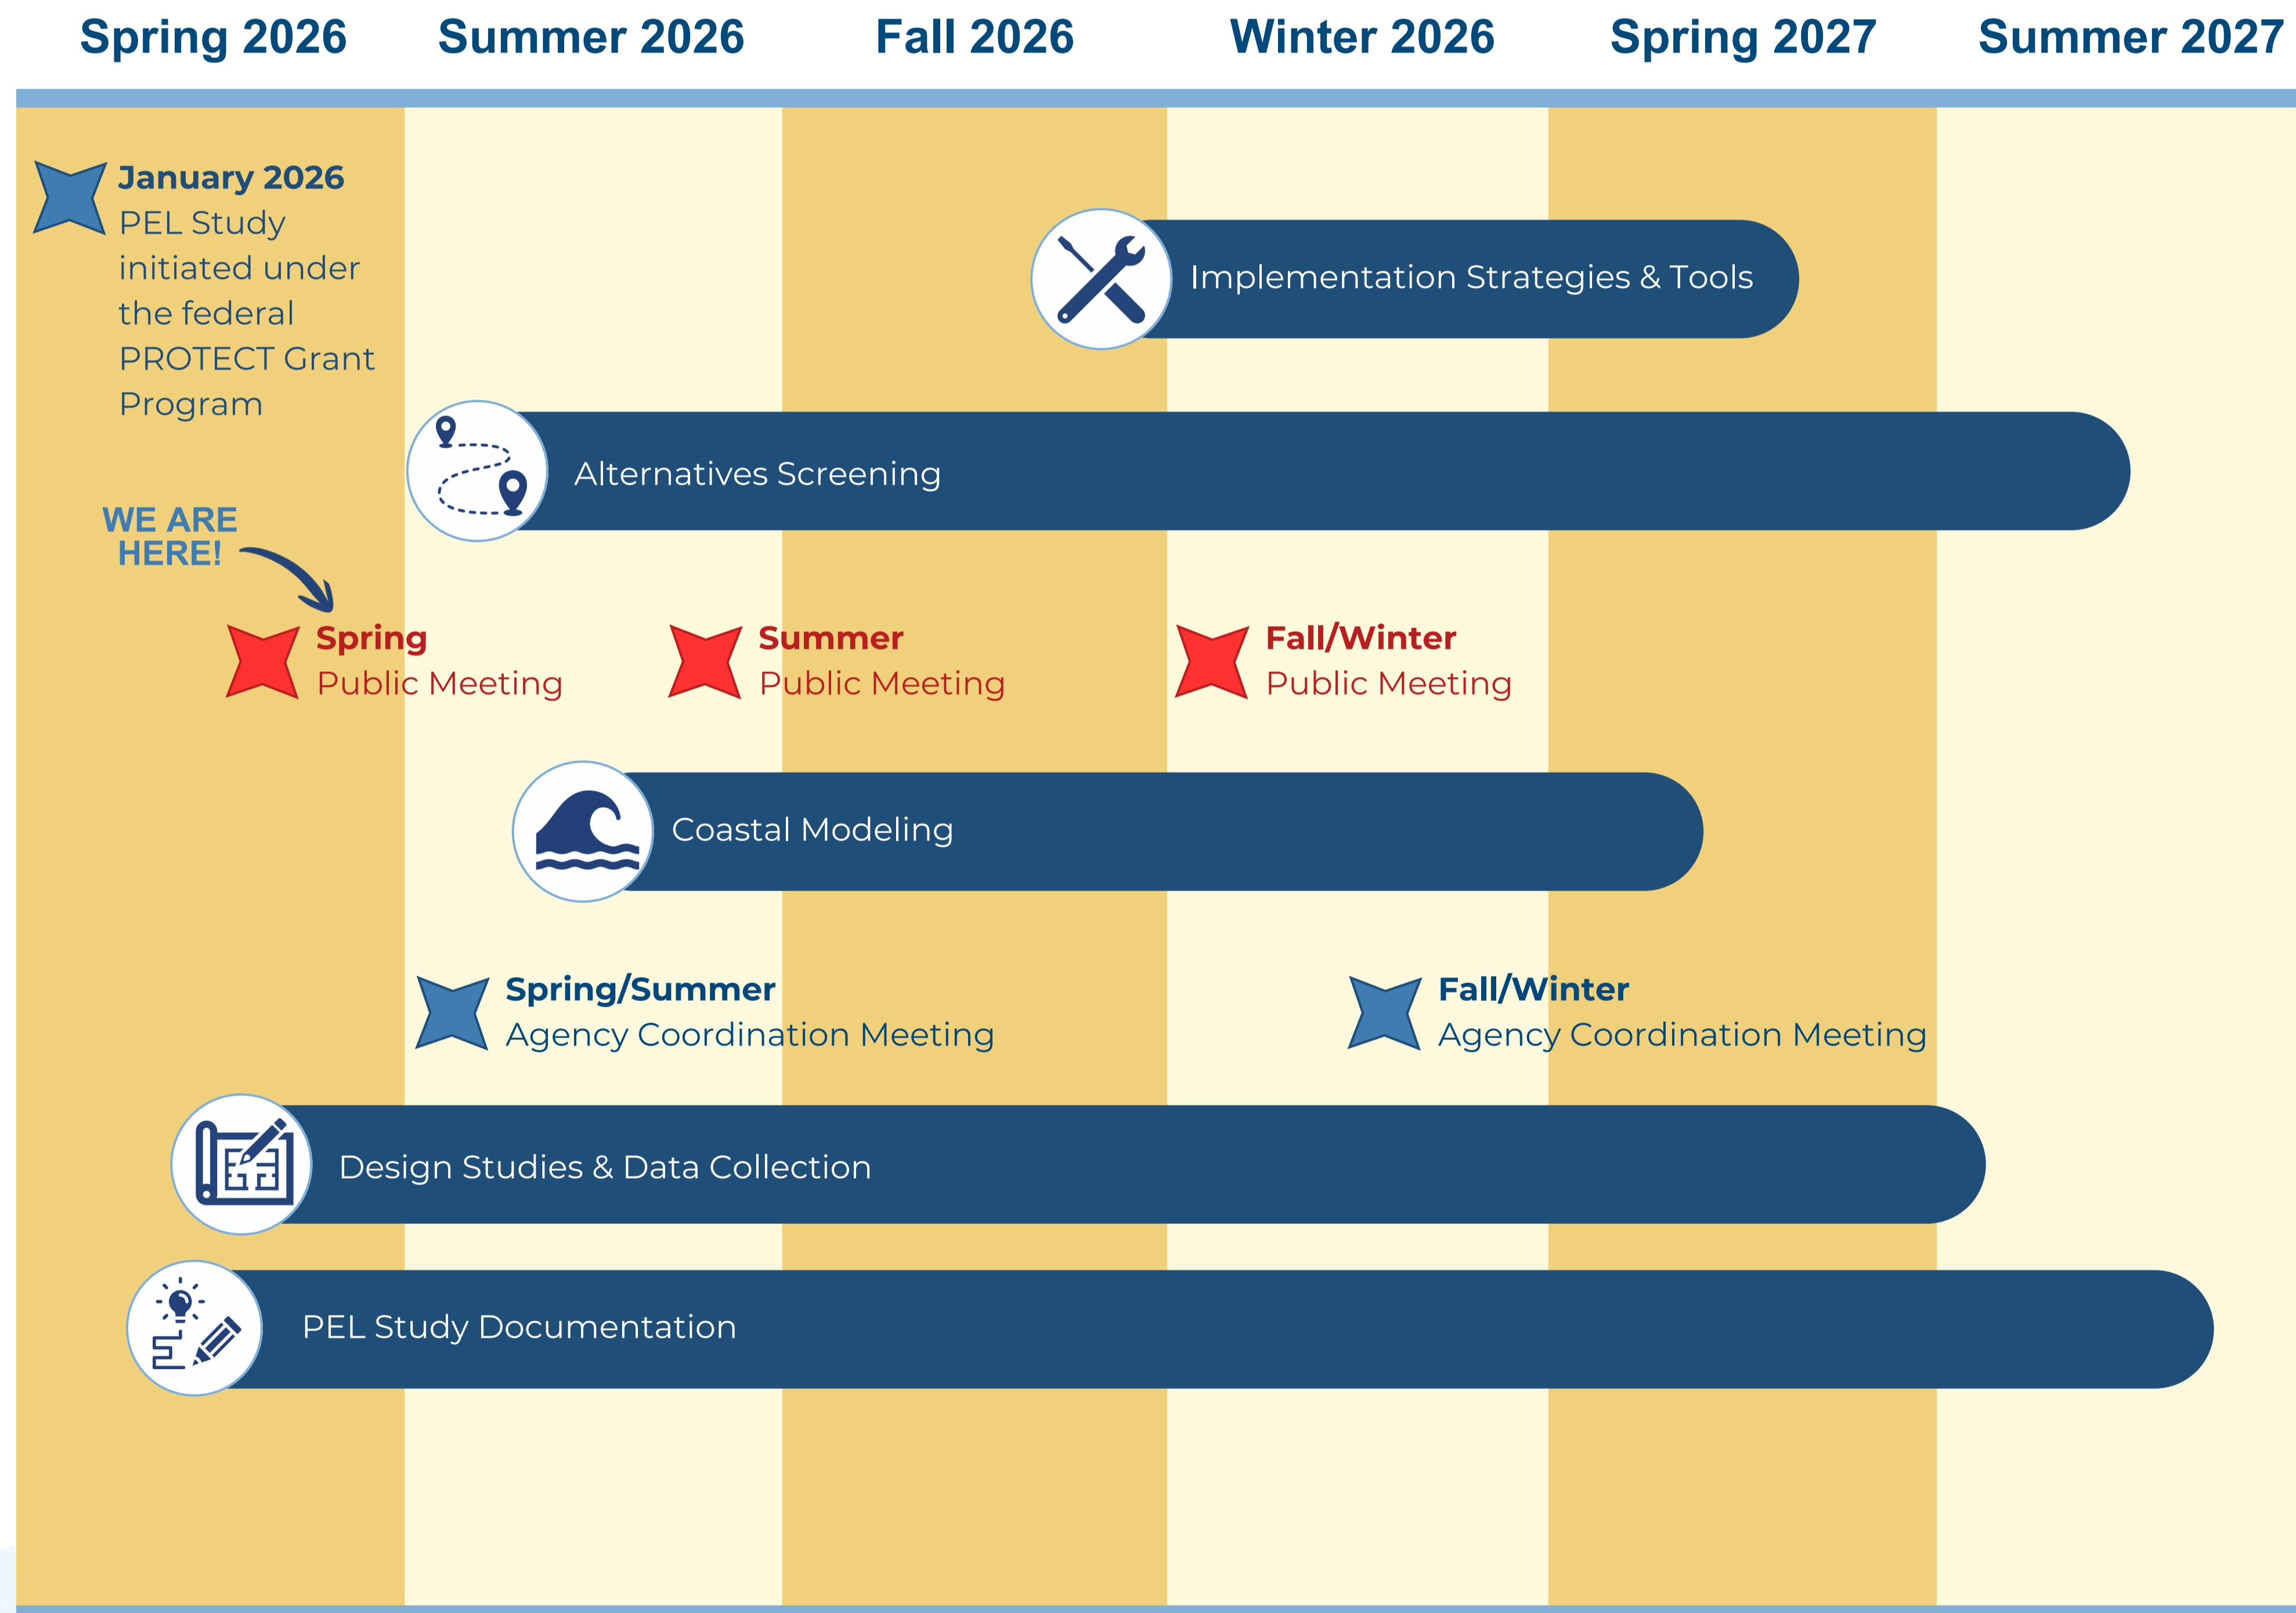 Spring 2026
Summer 2026
Fall 2026
Winter 2026
Spring 2027
Summer 2027
January 2026
PEL Study
initiated under
the federal
PROTECT Grant
Program
Implementation Strategies & Tools
Alternatives Screening
WE ARE
HERE!
Spring
Public Meeting
Summer
Public Meeting
Fall/Winter
Public Meeting
Coastal Modeling
Spring/Summer
Agency Coordination Meeting
Fall/Winter
Agency Coordination Meeting
Design Studies & Data Collection
PEL Study Documentation